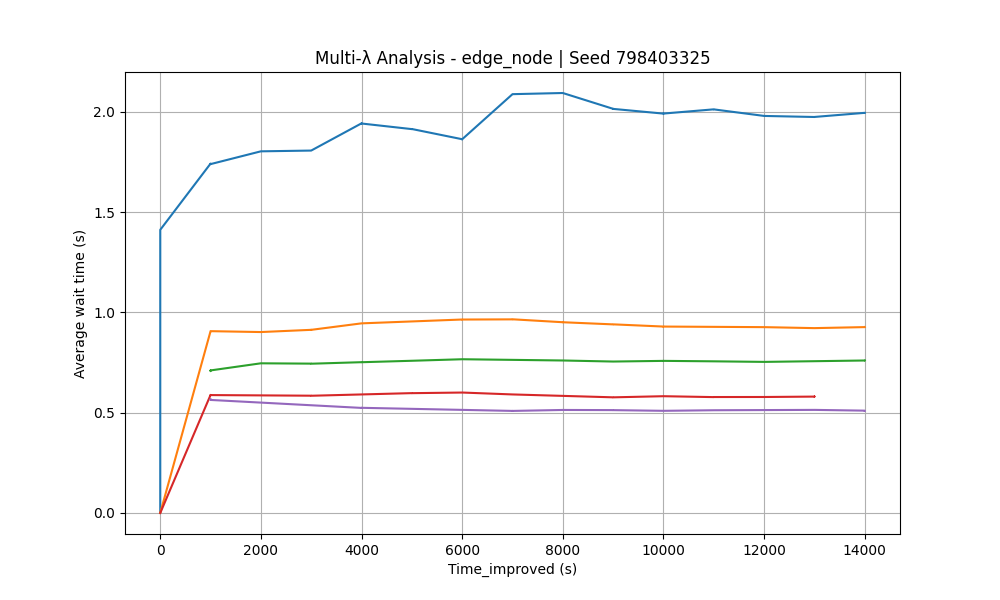 Multi-λ Analysis - edge_node | Seed 798403325
Average wait time (s)
2.0
1.5
1.0
0.5
0.0
0 2000 4000 6000 8000 10000 12000 14000
Time_improved (s)